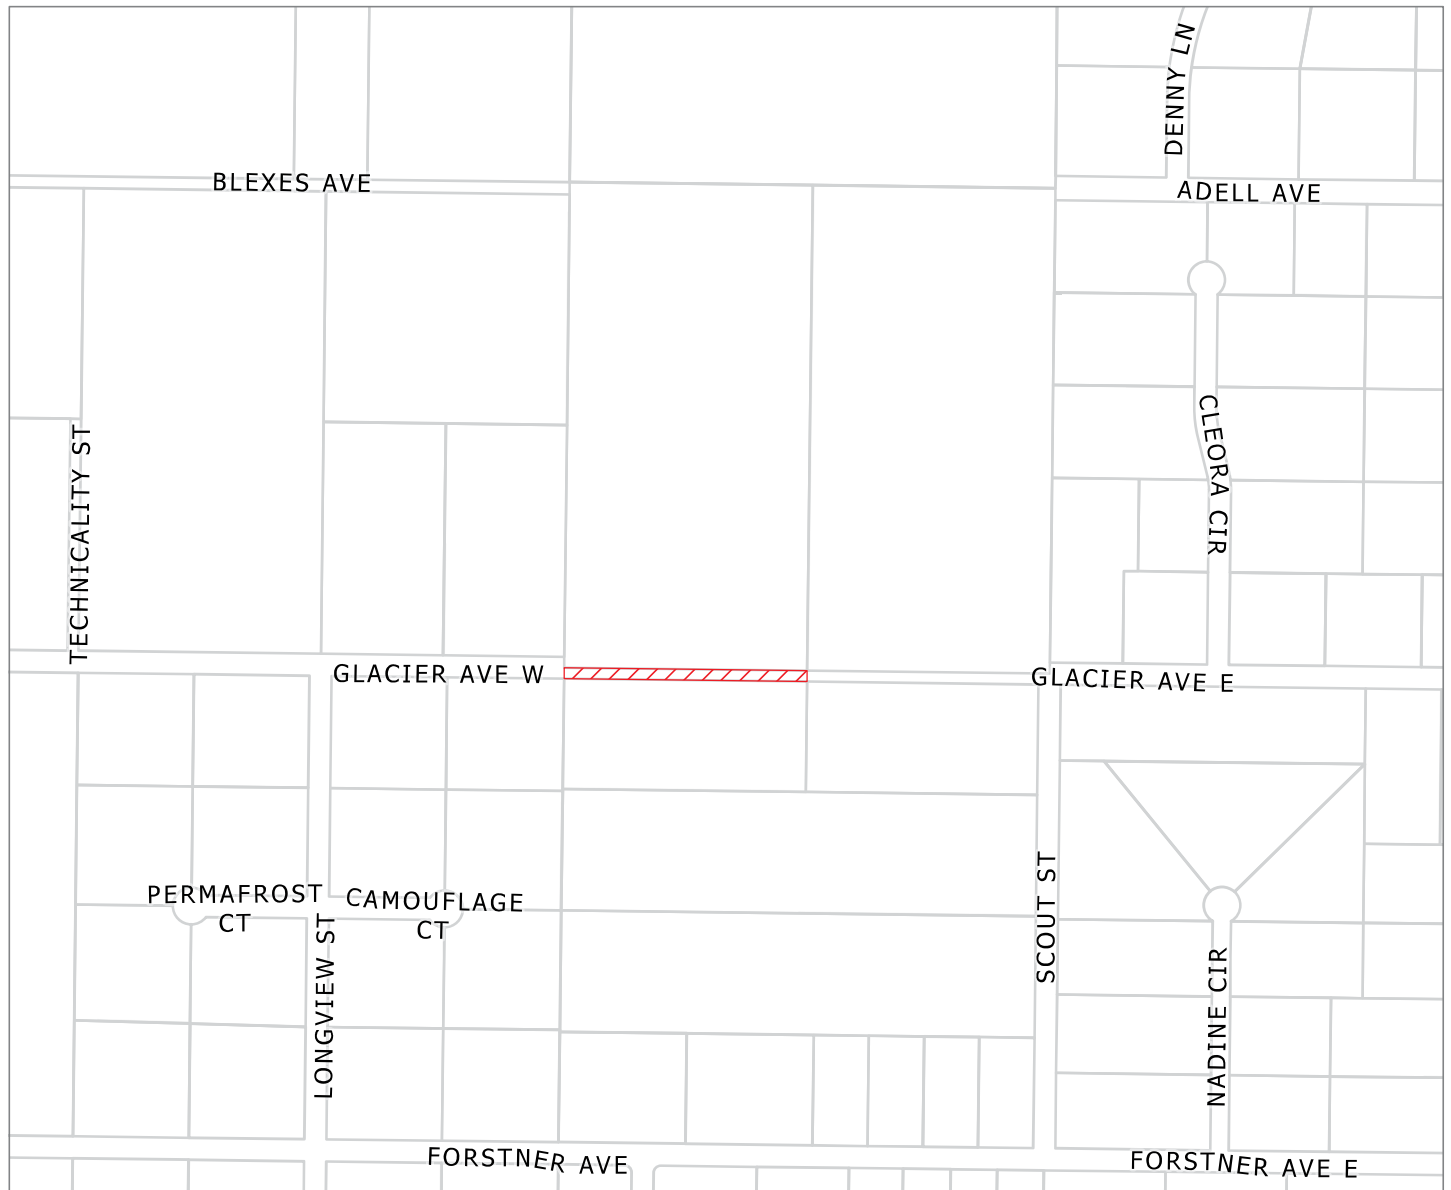 DENNY LN
BLEXES AVE
ADELL AVE
TECHNICALITY ST
CLEORA CIR
GLACIER AVE W
GLACIER AVE E
PERMAFROST
CT
CAMOUFLAGE
CT
LONGVIEW ST
SCOUT ST
NADINE CIR
FORSTNER AVE
FORSTNER AVE E